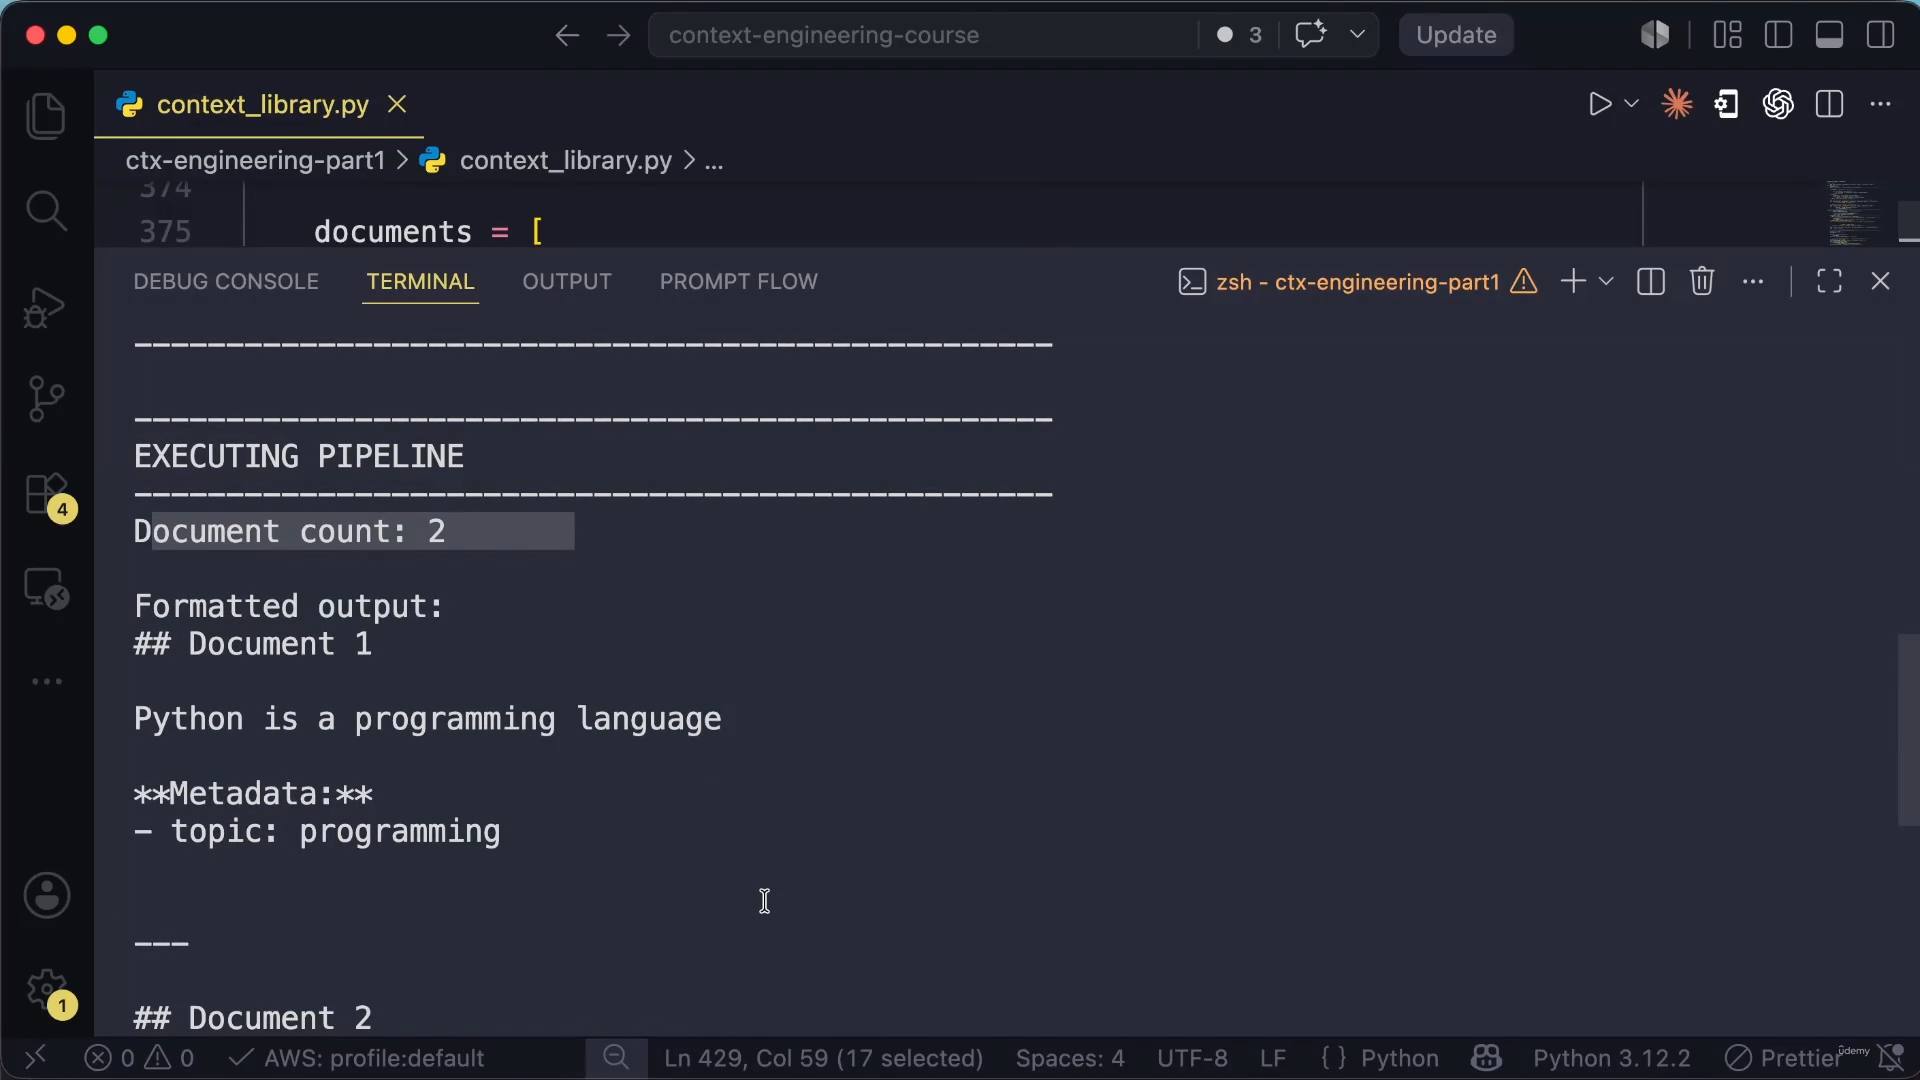 context-engineering-course
3
Update
context_library.py
ctx-engineering-part1 > context_library.py > ...
374
375 documents = [
DEBUG CONSOLE TERMINAL OUTPUT PROMPT FLOW zsh - ctx-engineering-part1
--------------------------------------------------
--------------------------------------------------
EXECUTING PIPELINE
--------------------------------------------------
Document count: 2
Formatted output:
## Document 1
Python is a programming language
**Metadata:**
- topic: programming
---
## Document 2
4
1
0 0 AWS: profile:default Ln 429, Col 59 (17 selected) Spaces: 4 UTF-8 LF { } Python Python 3.12.2 Prettier
udemy